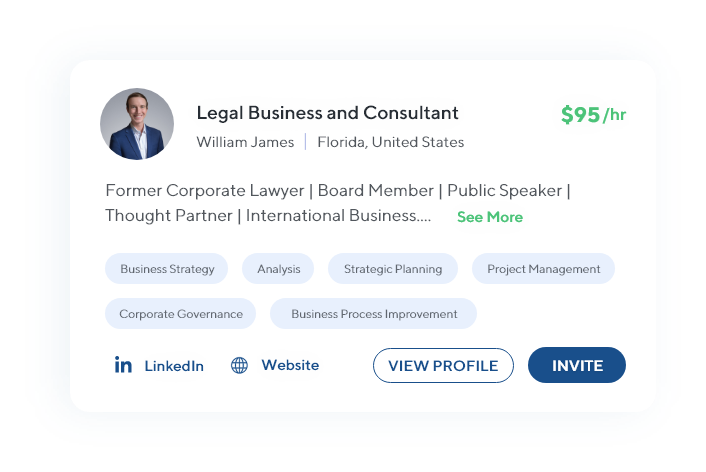 Legal Business and Consultant
$95/hr
William James | Florida, United States
Former Corporate Lawyer | Board Member | Public Speaker |
Thought Partner | International Business....
See More
Business Strategy
Analysis
Strategic Planning
Project Management
Corporate Governance
Business Process Improvement
in LinkedIn
Website
VIEW PROFILE
INVITE